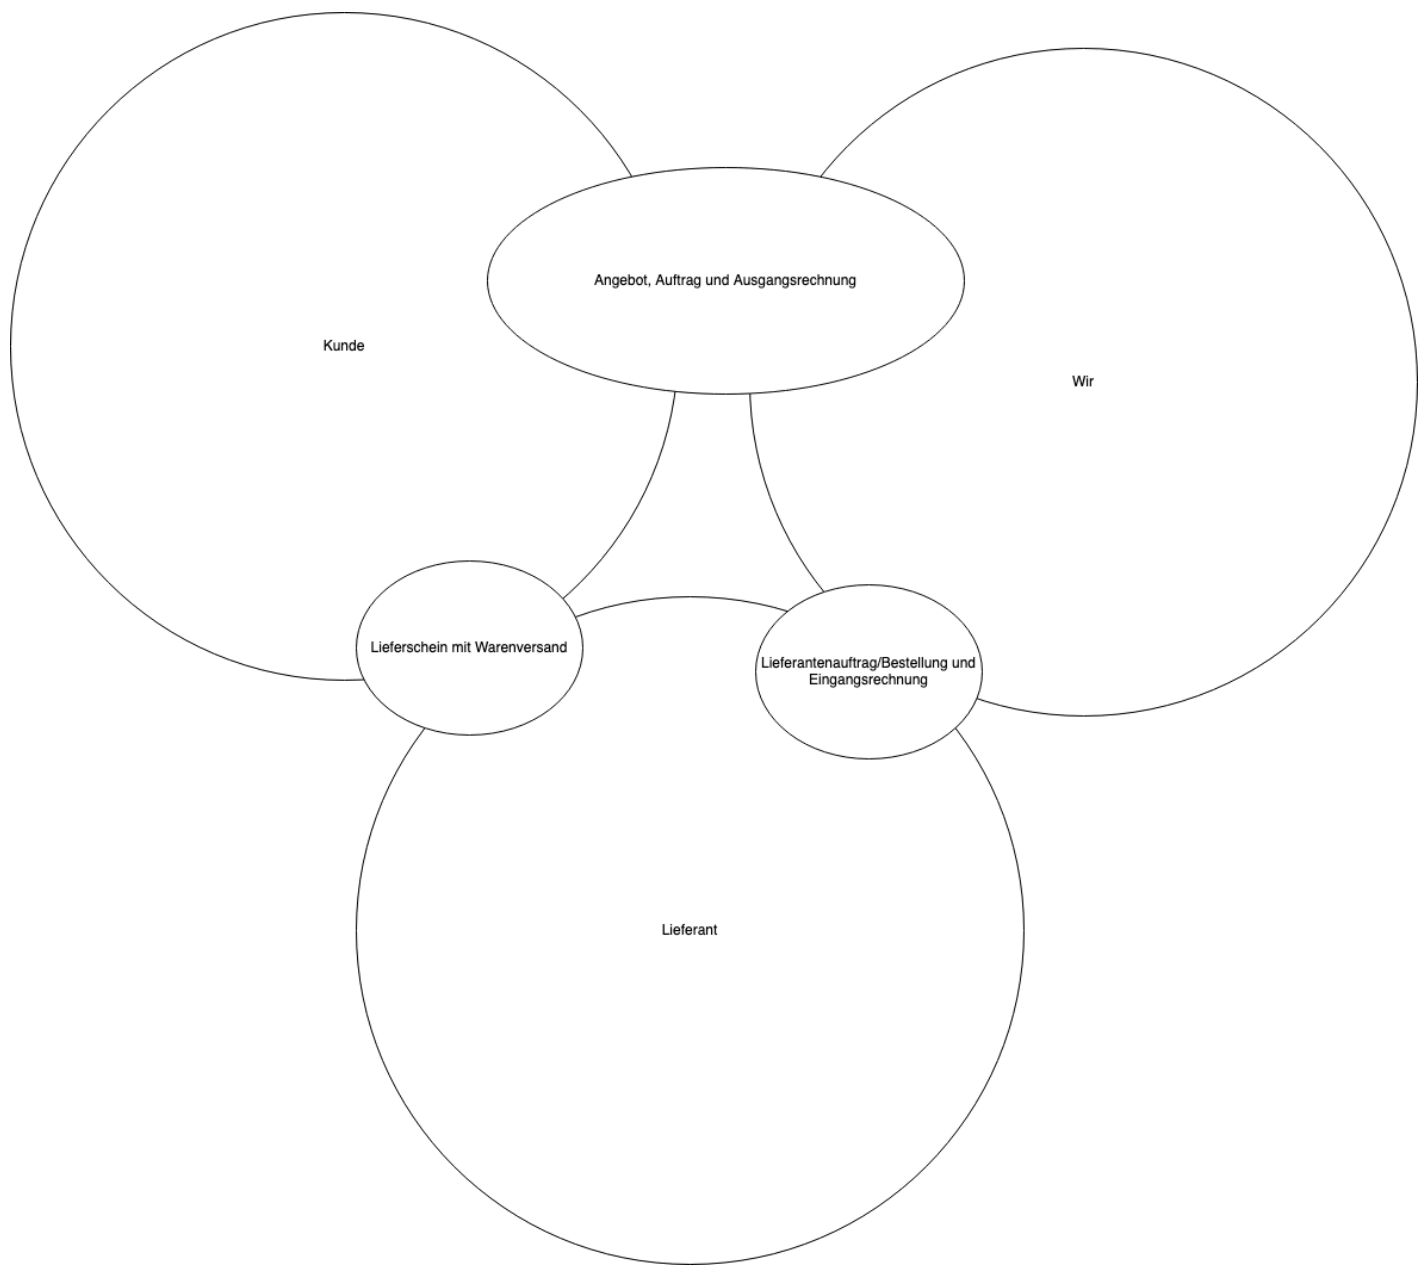 Angebot, Auftrag und Ausgangsrechnung
Kunde
Wir
Lieferschein mit Warenversand
Lieferantenauftrag/Bestellung und
Eingangsrechnung
Lieferant